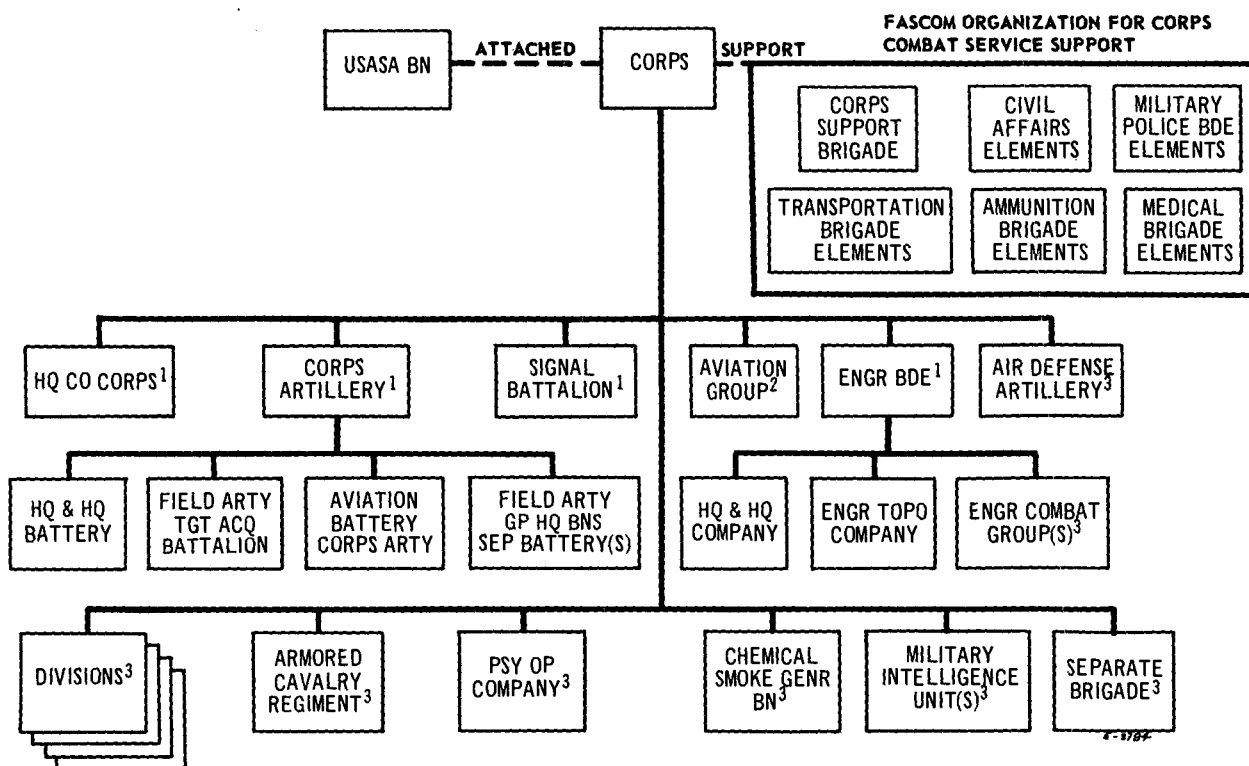 FASCOM ORGANIZATION FOR CORPS
COMBAT SERVICE SUPPORT
USASA BN
ATTACHED
CORPS
SUPPORT
CORPS
SUPPORT
BRIGADE
CIVIL
AFFAIRS
ELEMENTS
MILITARY
POLICE BDE
ELEMENTS
TRANSPORTATION
BRIGADE
ELEMENTS
AMMUNITION
BRIGADE
ELEMENTS
MEDICAL
BRIGADE
ELEMENTS
HQ CO CORPS¹
CORPS
ARTILLERY¹
SIGNAL
BATTALION¹
AVIATION
GROUP²
ENGR BDE¹
AIR DEFENSE
ARTILLERY³
HQ & HQ
BATTERY
FIELD ARTY
TGT ACQ
BATTALION
AVIATION
BATTERY
CORPS ARTY
FIELD ARTY
GP HQ BNS
SEP BATTERY(S)
HQ & HQ
COMPANY
ENGR TOPO
COMPANY
ENGR COMBAT
GROUP(S)³
DIVISIONS³
ARMORED
CAVALRY
REGIMENT³
PSY OP
COMPANY³
CHEMICAL
SMOKE GENR
BN³
MILITARY
INTELLIGENCE
UNIT(S)³
SEPARATE
BRIGADE³